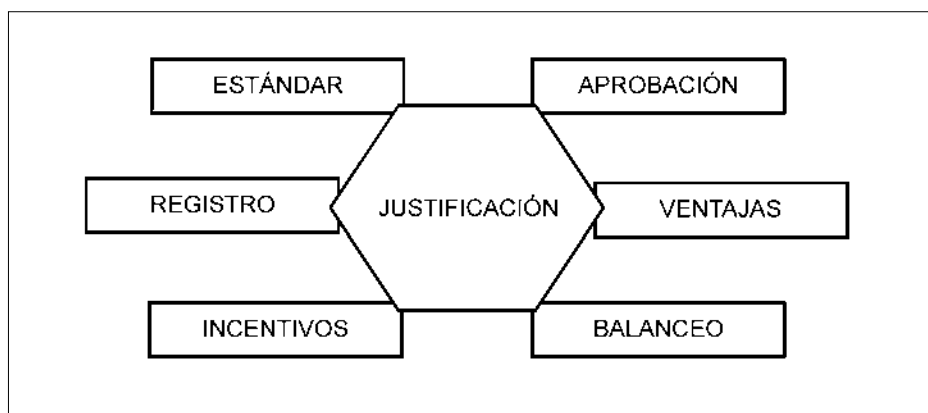 ESTÁNDAR
APROBACIÓN
REGISTRO
JUSTIFICACIÓN
VENTAJAS
INCENTIVOS
BALANCEO